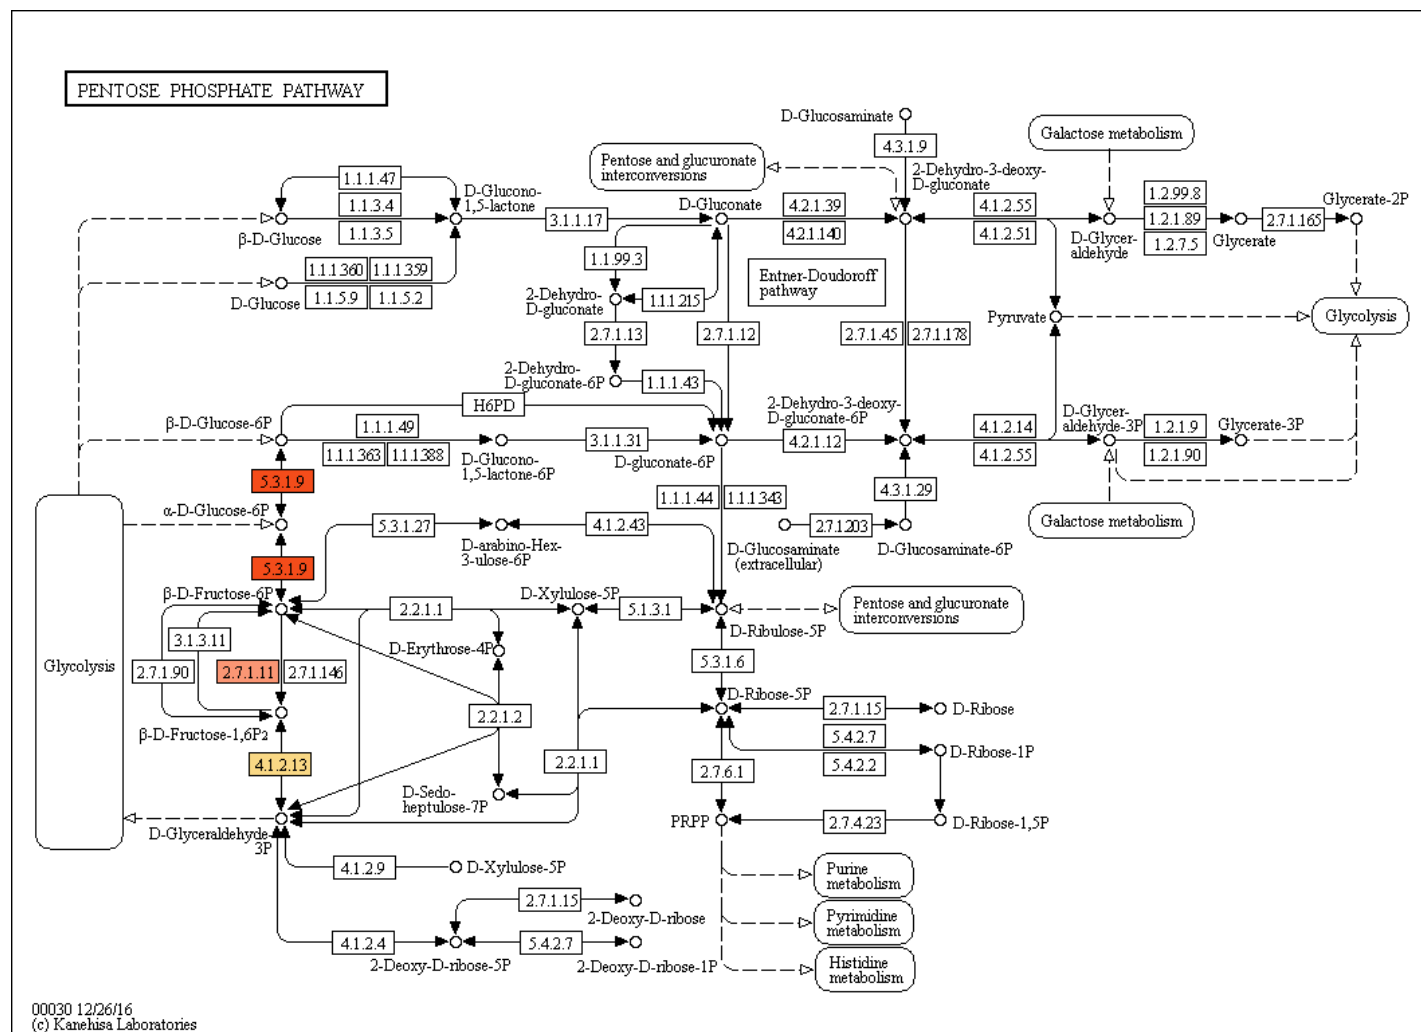 PENTOSE PHOSPHATE PATHWAY
D-Glucosaminate
4.3.1.9
Galactose metabolism
Pentose and glucuronate
interconversions
2-Dehydro-3-deoxy-
D-gluconate
1.1.1.47
1.1.3.4
1.1.3.5
β-D-Glucose
D-Glucono-
1,5-lactone
3.1.1.17
D-Gluconate
4.2.1.39
4.2.1.140
4.1.2.55
4.1.2.51
D-Glycer-
aldehyde
1.2.99.8
1.2.1.89
1.2.7.5
Glycerate
2.7.1.165
Glycerate-2P
1.1.1.360
1.1.1.359
1.1.5.9
1.1.5.2
D-Glucose
1.1.99.3
2-Dehydro-
D-gluconate
1.1.1.215
Entner-Doudoroff
pathway
Pyruvate
Glycolysis
2.7.1.13
2.7.1.12
2.7.1.45
2.7.1.178
2-Dehydro-
D-gluconate-6P
1.1.1.43
H6PD
β-D-Glucose-6P
1.1.1.49
1.1.1.363
1.1.1.388
D-Glucono-
1,5-lactone-6P
3.1.1.31
D-gluconate-6P
2-Dehydro-3-deoxy-
D-gluconate-6P
4.2.1.12
4.1.2.14
4.1.2.55
D-Glycer-
aldehyde-3P
1.2.1.9
1.2.1.90
Glycerate-3P
5.3.1.9
1.1.1.44
1.1.1.343
4.3.1.29
Galactose metabolism
α-D-Glucose-6P
5.3.1.27
D-arabino-Hex-
3-ulose-6P
4.1.2.43
D-Glucosaminate
(extracellular)
2.7.1.203
D-Glucosaminate-6P
5.3.1.9
β-D-Fructose-6P
2.2.1.1
D-Xylulose-5P
5.1.3.1
D-Ribulose-5P
Pentose and glucuronate
interconversions
3.1.3.11
D-Erythrose-4P
Glycolysis
2.7.1.90
2.7.1.11
2.7.1.146
5.3.1.6
β-D-Fructose-1,6P2
2.2.1.2
D-Ribose-5P
2.7.1.15
D-Ribose
5.4.2.7
5.4.2.2
D-Ribose-1P
4.1.2.13
2.2.1.1
2.7.6.1
D-Sedo-
heptulose-7P
D-Glyceraldehyde-
3P
PRPP
2.7.4.23
D-Ribose-1,5P
4.1.2.9
D-Xylulose-5P
Purine
metabolism
2.7.1.15
2-Deoxy-D-ribose
Pyrimidine
metabolism
4.1.2.4
2-Deoxy-D-ribose-5P
5.4.2.7
2-Deoxy-D-ribose-1P
Histidine
metabolism
00030 12/26/16
(c) Kanehisa Laboratories